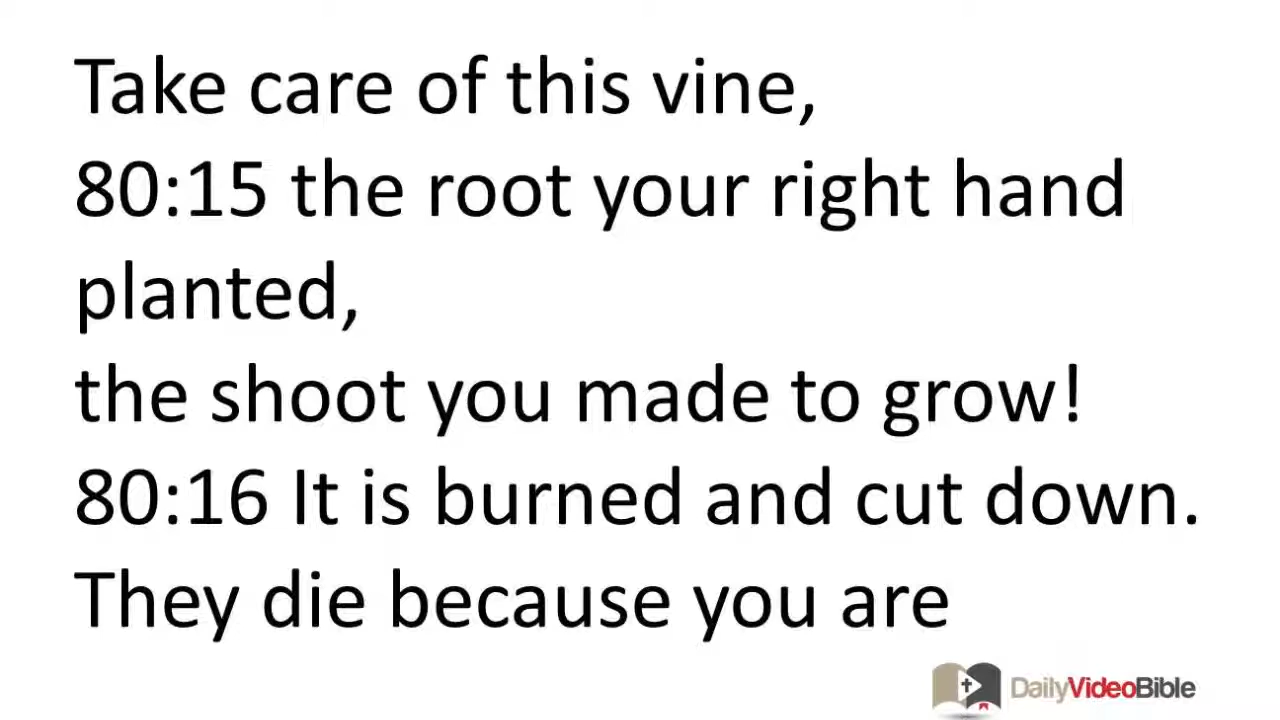 Take care of this vine,
80:15 the root your right hand
planted,
the shoot you made to grow!
80:16 It is burned and cut down.
They die because you are
DailyVideoBible